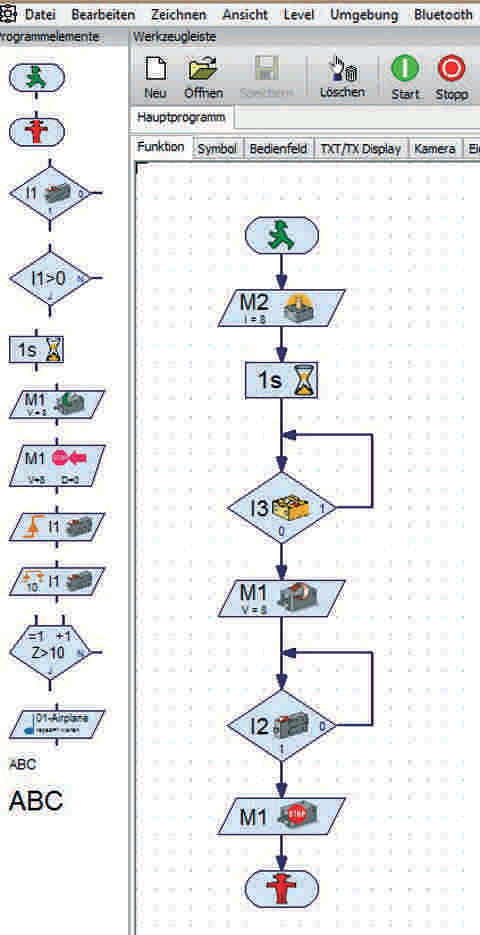 Datei Bearbeiten Zeichnen Ansicht Level Umgebung Bluetooth
Programmelemente
Werkzeugleiste
Neu Öffnen Speichern Löschen Start Stopp
Hauptprogramm
Funktion Symbol Bedienfeld TXT/TX Display Kamera
I1 0
1
I1>0 N
J
1s
M1
V=8
M1 STOP
V=8 D=0
I1
10 I1
=1 +1
Z>10 N
J
01-Airplane
ABC
ABC
M2
I = 8
1s
I3 1
0
M1
V = 8
I2 0
1
M1 STOP